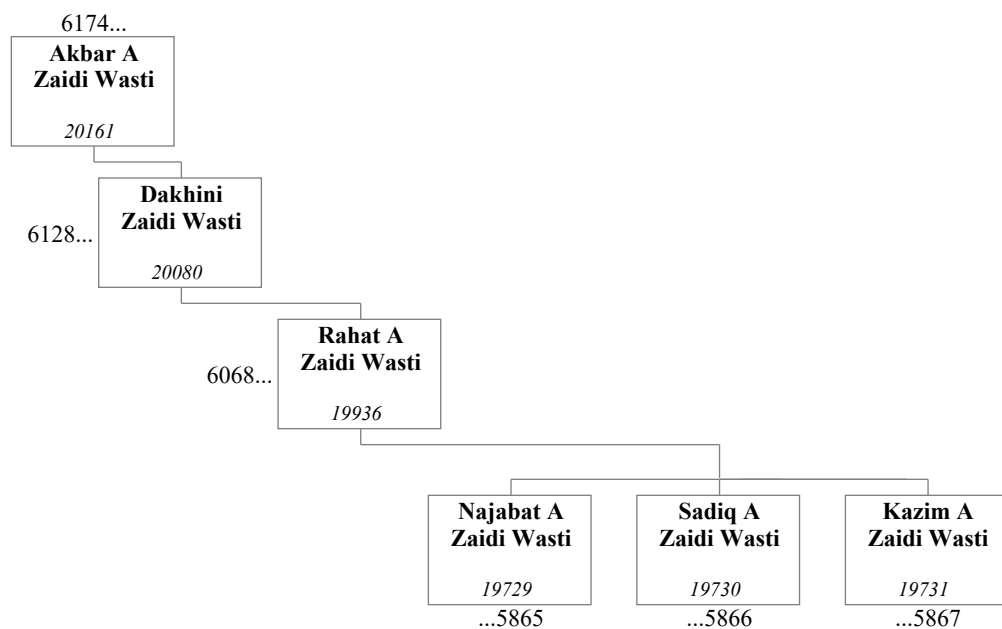 6174...
Akbar A
Zaidi Wasti
20161
Dakhini
Zaidi Wasti
6128...
20080
Rahat A
Zaidi Wasti
6068...
19936
Najabat A
Zaidi Wasti
19729
...5865
Sadiq A
Zaidi Wasti
19730
...5866
Kazim A
Zaidi Wasti
19731
...5867